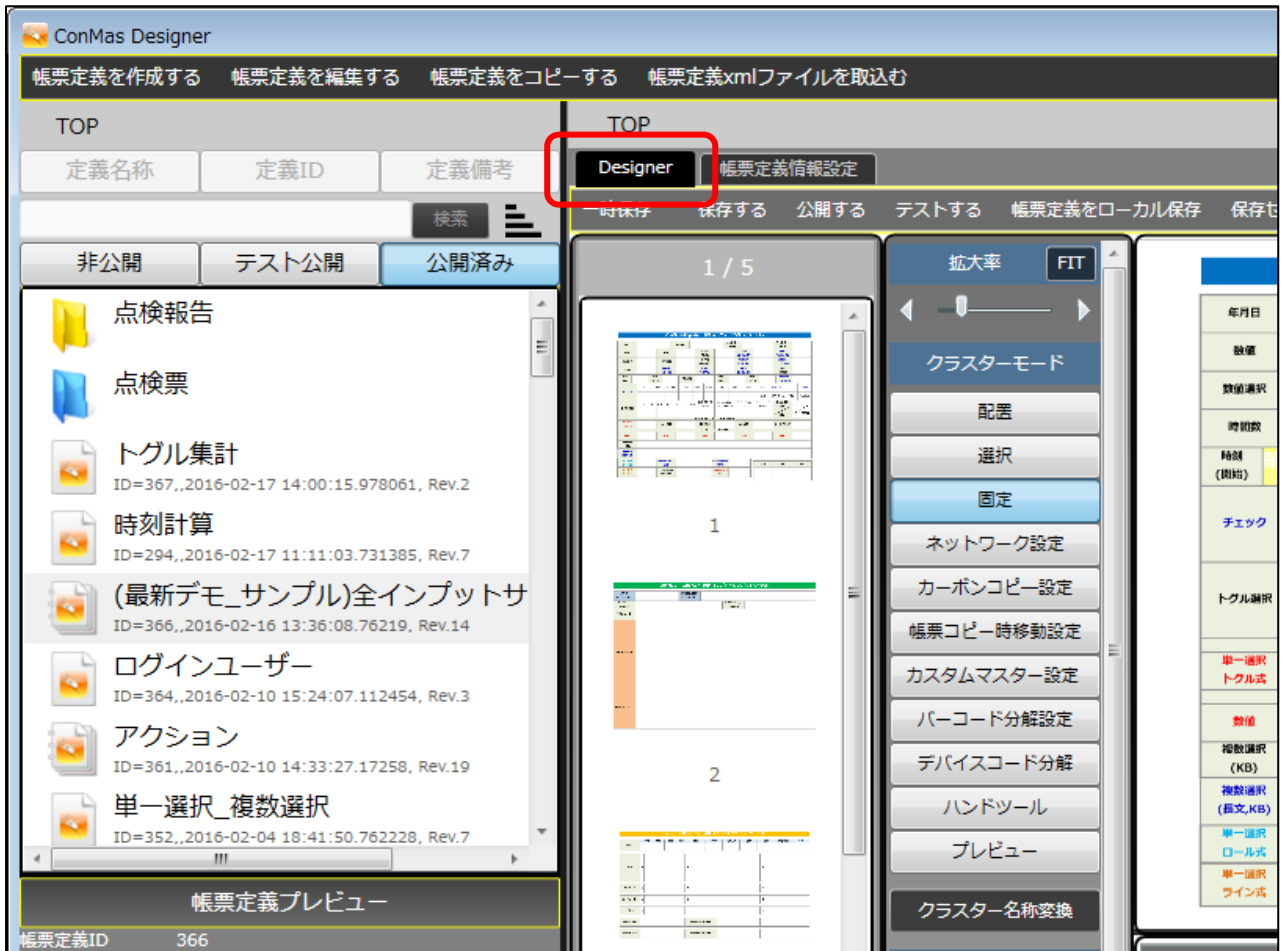 ConMas Designer
帳票定義を作成する 帳票定義を編集する 帳票定義をコピーする 帳票定義xmlファイルを取込む
TOP
定義名称 定義ID 定義備考
検索
非公開 テスト公開 公開済み
点検報告
点検票
トグル集計
ID=367,,2016-02-17 14:00:15.978061, Rev.2
時刻計算
ID=294,,2016-02-17 11:11:03.731385, Rev.7
(最新デモ_サンプル)全インプットサ
ID=366,,2016-02-16 13:36:08.76219, Rev.14
ログインユーザー
ID=364,,2016-02-10 15:24:07.112454, Rev.3
アクション
ID=361,,2016-02-10 14:33:27.17258, Rev.19
単一選択_複数選択
ID=352,,2016-02-04 18:41:50.762228, Rev.7
帳票定義プレビュー
帳票定義ID 366
TOP
Designer 帳票定義情報設定
一時保存 保存する 公開する テストする 帳票定義をローカル保存 保存せ
1 / 5
1
2
拡大率 FIT
クラスターモード
配置
選択
固定
ネットワーク設定
カーボンコピー設定
帳票コピー時移動設定
カスタムマスター設定
バーコード分解設定
デバイスコード分解
ハンドツール
プレビュー
クラスター名称変換
年月日
数値
数値選択
時間数
時刻
(開始)
チェック
トグル選択
単一選択
トグル式
数値
複数選択
(KB)
複数選択
(長文,KB)
単一選択
ロール式
単一選択
ライン式